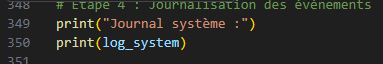 348 # Étape 4 : Journalisation des événements
349 print("Journal système :")
350 print(log_system)
351